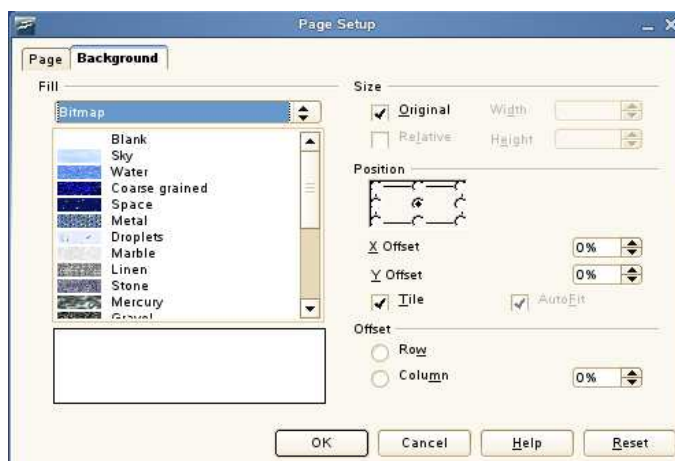 Page Setup
Page
Background
Fill
Bitmap
Blank
Sky
Water
Coarse grained
Space
Metal
Droplets
Marble
Linen
Stone
Mercury
Gravel
Size
Original
Width
Relative
Height
Position
X Offset
0%
Y Offset
0%
Tile
AutoFit
Offset
Row
Column
0%
OK
Cancel
Help
Reset